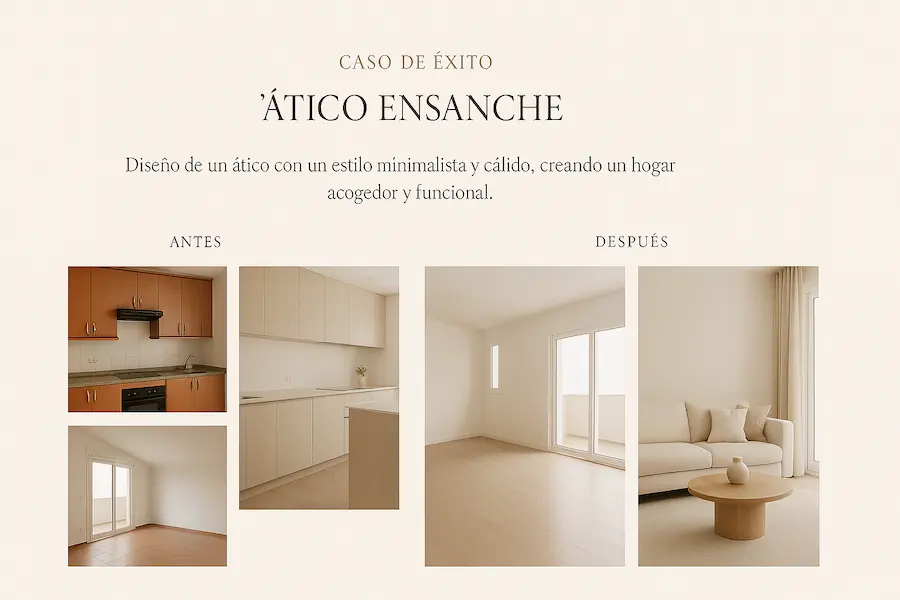 CASO DE ÉXITO
’ÁTICO ENSANCHE
Diseño de un ático con un estilo minimalista y cálido, creando un hogar
acogedor y funcional.
ANTES
DESPUÉS